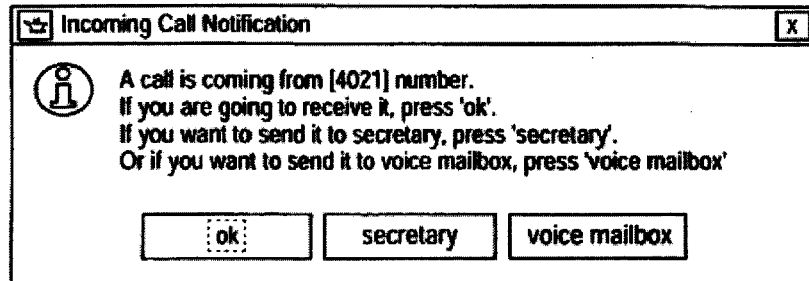 Incoming Call Notification
X
A call is coming from [4021] number.
If you are going to receive it, press 'ok'.
If you want to send it to secretary, press 'secretary'.
Or if you want to send it to voice mailbox, press 'voice mailbox'
ok
secretary
voice mailbox